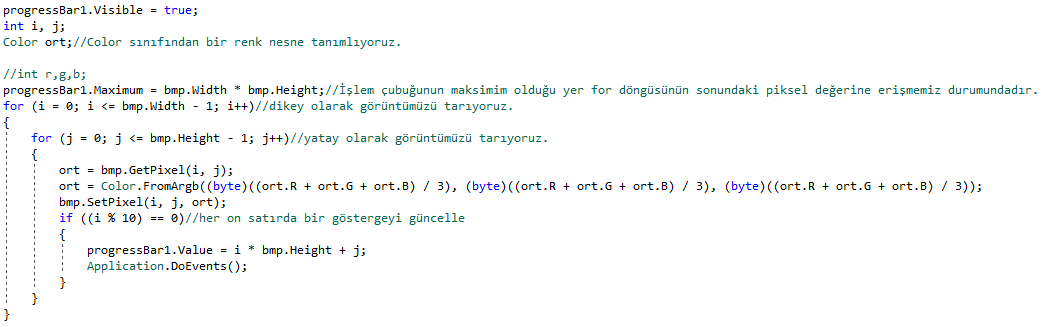 progressBar1.Visible = true;
int i, j;
Color ort;//Color sınıfından bir renk nesne tanımlıyoruz.
//int r,g,b;
progressBar1.Maximum = bmp.Width * bmp.Height;//İşlem çubuğunun maksimim olduğu yer for döngüsünün sonundaki piksel değerine erişmemiz durumundadır.
for (i = 0; i <= bmp.Width - 1; i++)//dikey olarak görüntümüzü tarıyoruz.
{
for (j = 0; j <= bmp.Height - 1; j++)//yatay olarak görüntümüzü tarıyoruz.
{
ort = bmp.GetPixel(i, j);
ort = Color.FromArgb((byte)((ort.R + ort.G + ort.B) / 3), (byte)((ort.R + ort.G + ort.B) / 3), (byte)((ort.R + ort.G + ort.B) / 3));
bmp.SetPixel(i, j, ort);
if ((i % 10) == 0)//her on satırda bir göstergeyi güncelle
{
progressBar1.Value = i * bmp.Height + j;
Application.DoEvents();
}
}
}